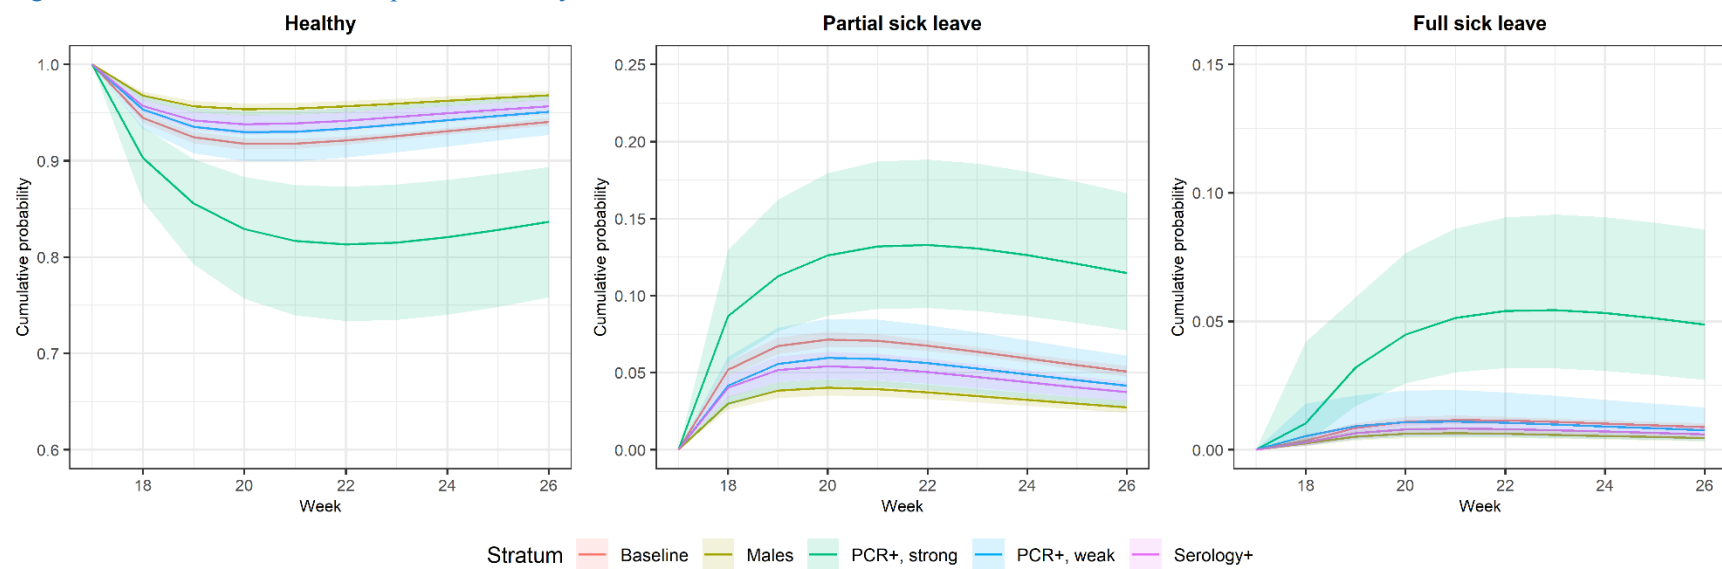 Healthy
Partial sick leave
Full sick leave
Cumulative probability
1.0
0.9
0.8
0.7
0.6
18 20 22 24 26
Week
Cumulative probability
0.25
0.20
0.15
0.10
0.05
0.00
18 20 22 24 26
Week
Cumulative probability
0.15
0.10
0.05
0.00
18 20 22 24 26
Week
Stratum Baseline Males PCR+, strong PCR+, weak Serology+